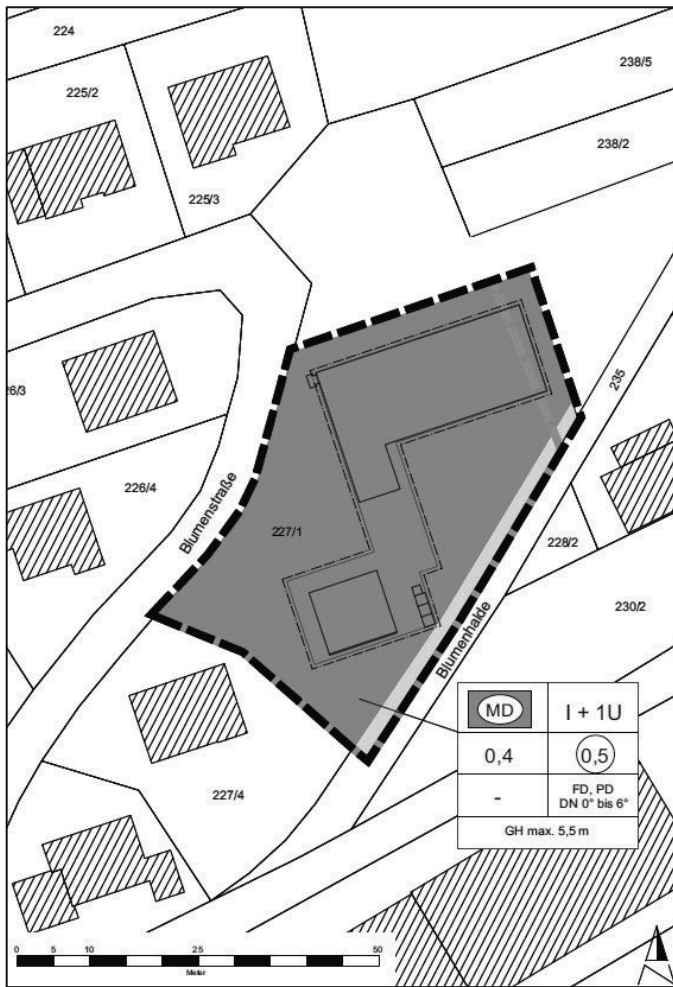 224
238/5
225/2
238/2
225/3
235
26/3
226/4
Blumenstraße
227/1
228/2
230/2
Blumenhalde
MD
I + 1U
0,4
0,5
-
FD, PD
DN 0° bis 6°
GH max. 5,5 m
227/4
0 5 10 25 50
Meter